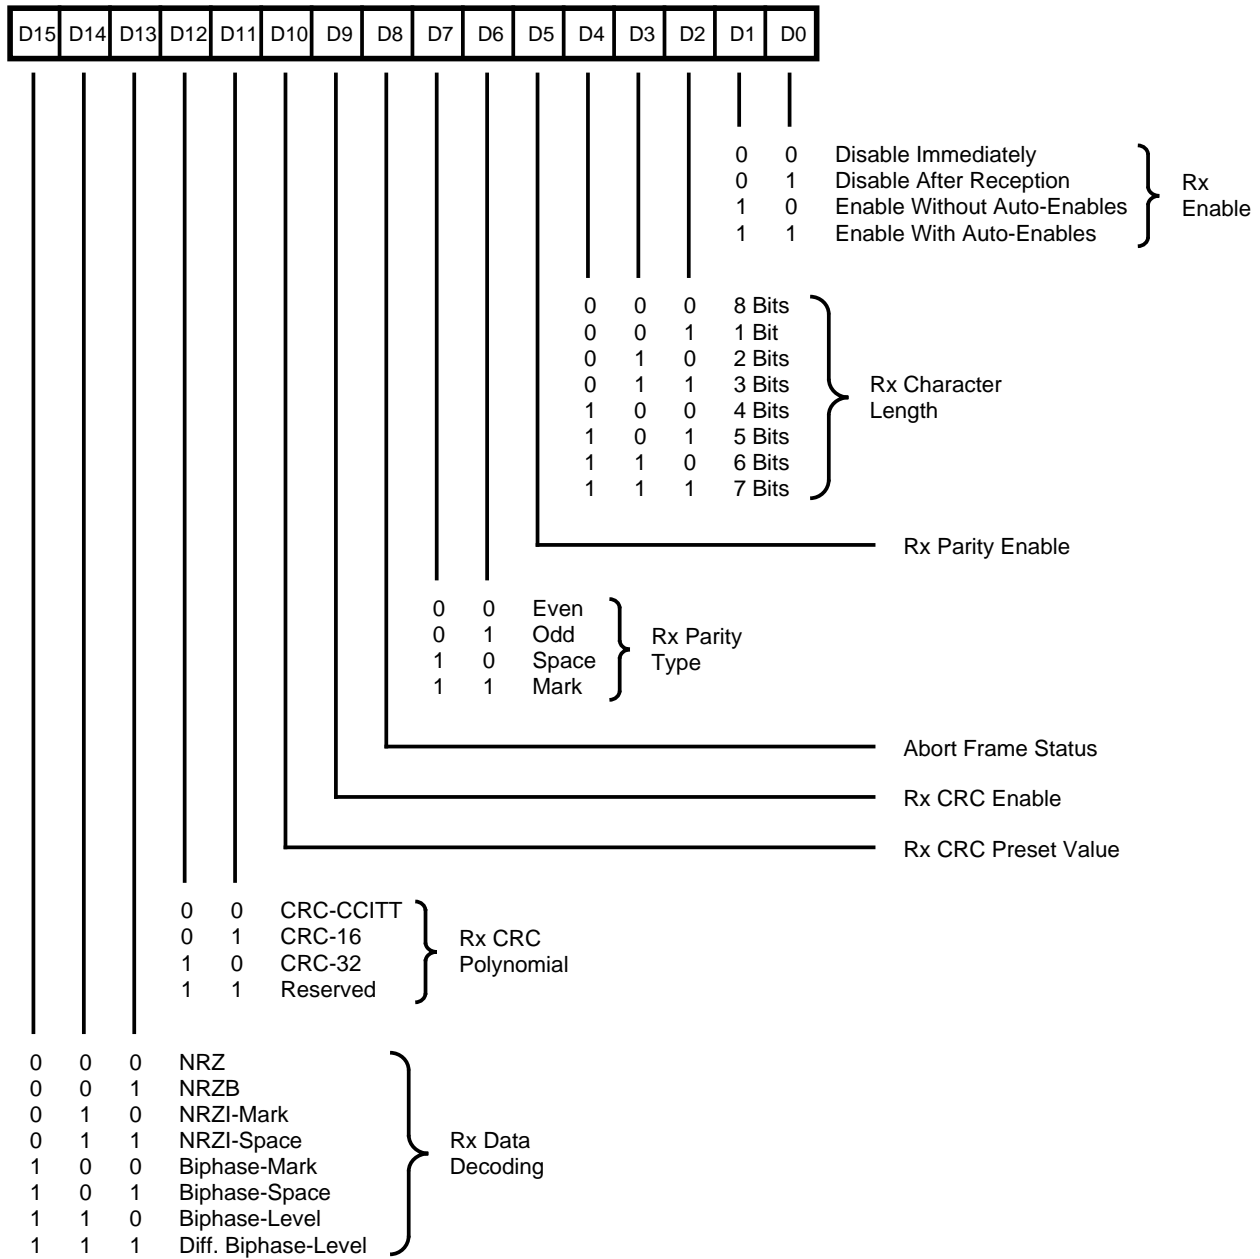 D15 D14 D13 D12 D11 D10 D9 D8 D7 D6 D5 D4 D3 D2 D1 D0
0 0 Disable Immediately
0 1 Disable After Reception
1 0 Enable Without Auto-Enables
1 1 Enable With Auto-Enables
Rx
Enable
0 0 0 8 Bits
0 0 1 1 Bit
0 1 0 2 Bits
0 1 1 3 Bits
1 0 0 4 Bits
1 0 1 5 Bits
1 1 0 6 Bits
1 1 1 7 Bits
Rx Character
Length
Rx Parity Enable
0 0 Even
0 1 Odd
1 0 Space
1 1 Mark
Rx Parity
Type
Abort Frame Status
Rx CRC Enable
Rx CRC Preset Value
0 0 CRC-CCITT
0 1 CRC-16
1 0 CRC-32
1 1 Reserved
Rx CRC
Polynomial
0 0 0 NRZ
0 0 1 NRZB
0 1 0 NRZI-Mark
0 1 1 NRZI-Space
1 0 0 Biphase-Mark
1 0 1 Biphase-Space
1 1 0 Biphase-Level
1 1 1 Diff. Biphase-Level
Rx Data
Decoding